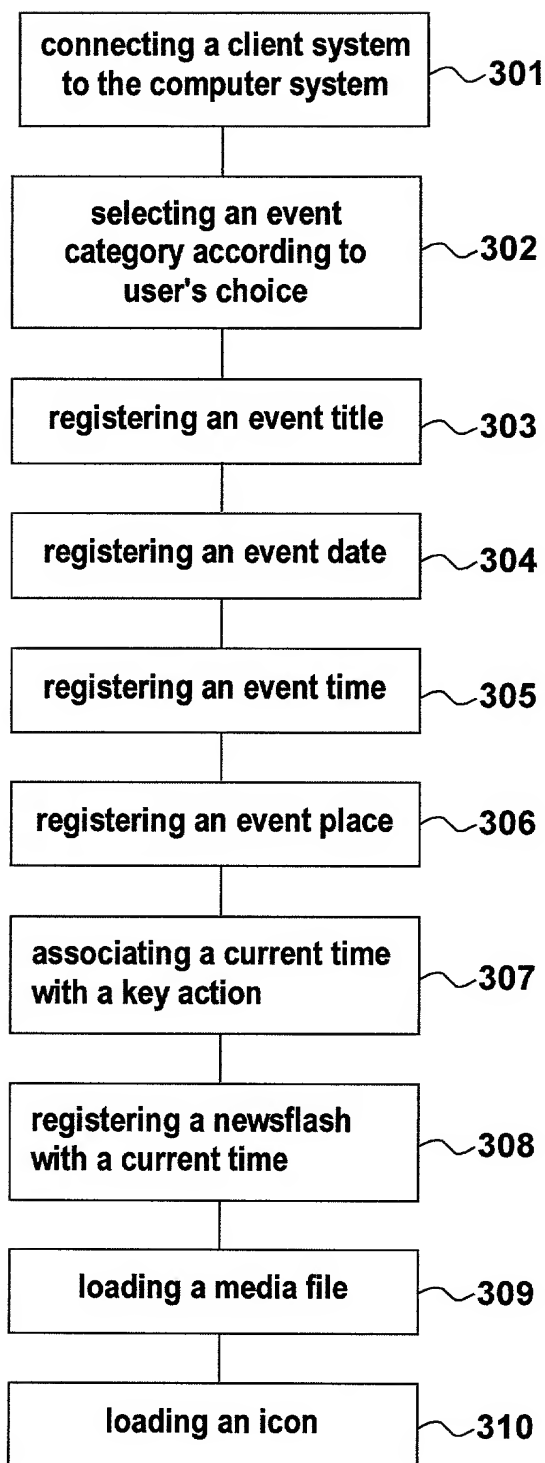 connecting a client system
to the computer system
301
selecting an event
category according to
user's choice
302
registering an event title
303
registering an event date
304
registering an event time
305
registering an event place
306
associating a current time
with a key action
307
registering a newsflash
with a current time
308
loading a media file
309
loading an icon
310